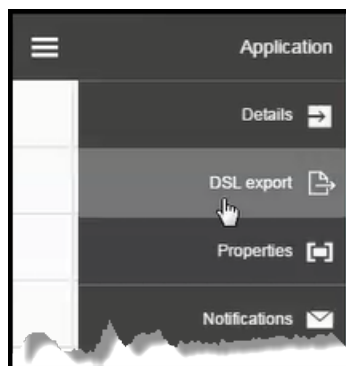 Application
Details
DSL export
Properties
Notifications